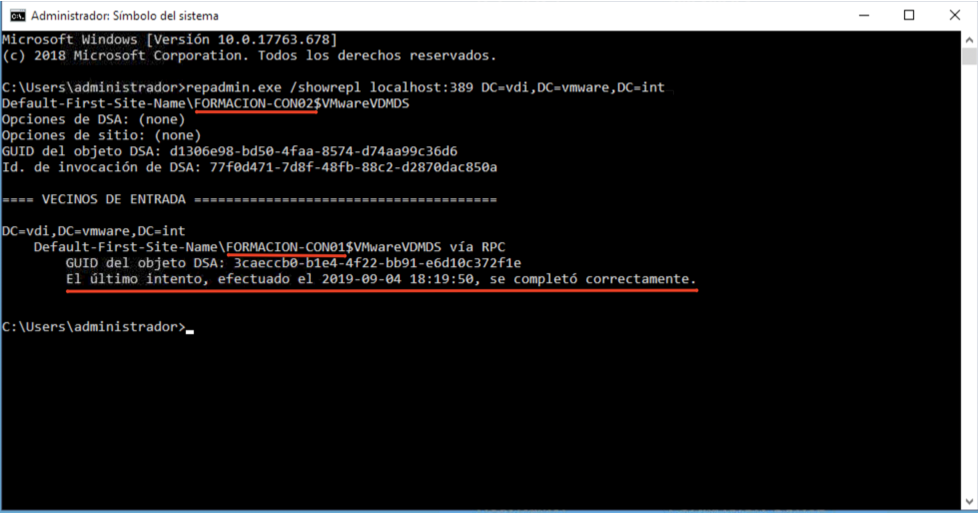 Administrador: Símbolo del sistema
Microsoft Windows [Versión 10.0.17763.678]
(c) 2018 Microsoft Corporation. Todos los derechos reservados.
C:\Users\administrador>repadmin.exe /showrepl localhost:389 DC=vdi,DC=vmware,DC=int
Default-First-Site-Name\FORMACION-CON02$VMwareVDMDS
Opciones de DSA: (none)
Opciones de sitio: (none)
GUID del objeto DSA: d1306e98-bd50-4faa-8574-d74aa99c36d6
Id. de invocación de DSA: 77f0d471-7d8f-48fb-88c2-d2870dac850a
==== VECINOS DE ENTRADA ======================================
DC=vdi,DC=vmware,DC=int
Default-First-Site-Name\FORMACION-CON01$VMwareVDMDS vía RPC
GUID del objeto DSA: 3caeccb0-b1e4-4f22-bb91-e6d10c372f1e
El último intento, efectuado el 2019-09-04 18:19:50, se completó correctamente.
C:\Users\administrador>